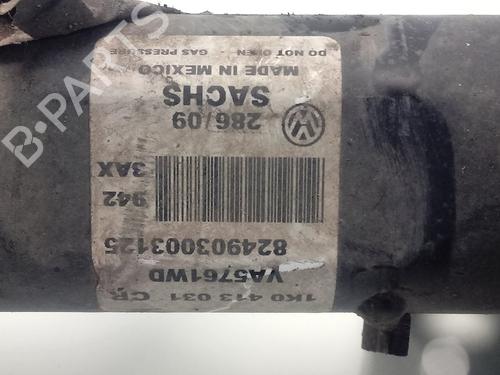 1K0 413 031 CR
VA5761WD
824903003125
942 3AX
286/09
SACHS
MADE IN MEXICO
DO NOT OPEN - GAS PRESSURE
B-PARTS